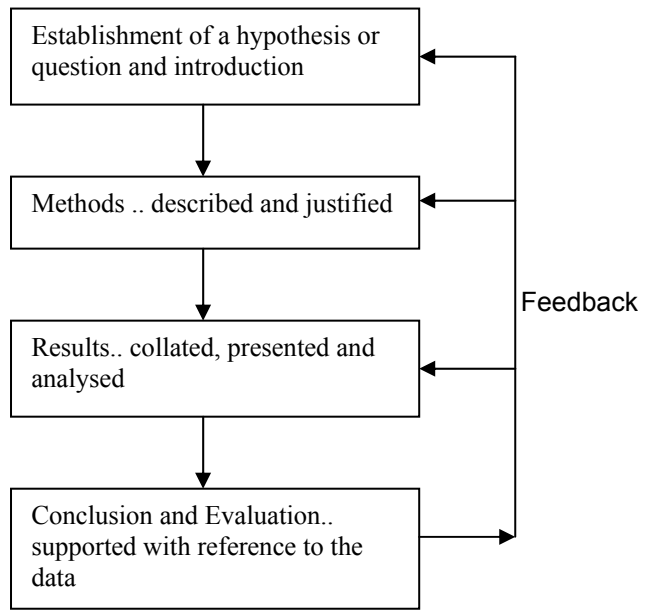 Establishment of a hypothesis or
question and introduction
Methods .. described and justified
Feedback
Results.. collated, presented and
analysed
Conclusion and Evaluation..
supported with reference to the
data